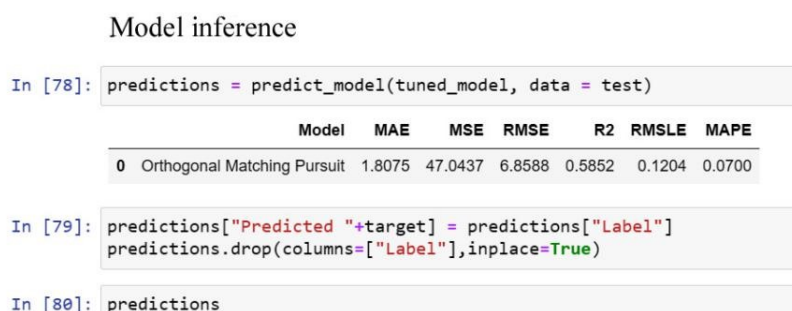 Model inference
In [78]: predictions = predict_model(tuned_model, data = test)
Model MAE MSE RMSE R2 RMSLE MAPE
0 Orthogonal Matching Pursuit 1.8075 47.0437 6.8588 0.5852 0.1204 0.0700
In [79]: predictions["Predicted "+target] = predictions["Label"]
predictions.drop(columns=["Label"],inplace=True)
In [80]: predictions